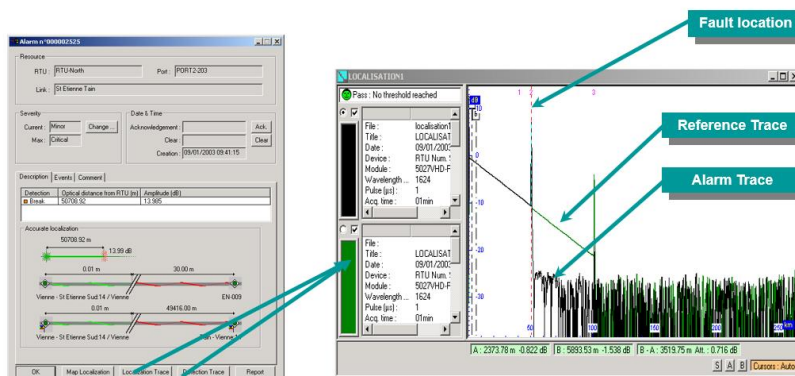 Alarm n°000002525
Resource
RTU : RTU-North Port : PORT2-203
Link : St Etienne Tain
Severity
Current : Minor Change ...
Max : Critical
Date & Time
Acknowledgement : Ack.
Clear : Clear
Creation : 09/01/2003 09:41:15
Description Events Comment
Detection Optical distance from RTU (m) Amplitude (dB)
Break 50708.92 13.985
Accurate localization
50708.92 m
13.99 dB
0.01 m 30.00 m
Vienne - St Etienne Sud:14 / Vienne EN-009
0.01 m 49416.00 m
Vienne - St Etienne Sud:14 / Vienne
OK Map Localization Localization Trace Detection Trace Report
LOCALISATION1
Pass : No threshold reached
File : localisation1
Title : LOCALISAT
Date : 09/01/200
Device : RTU Num.
Module : 5027VHD-F
Wavelength ... 1624
Pulse (µs) : 1
Acq. time : 01min
File :
Title : LOCALISAT
Date : 09/01/200
Device : RTU Num.
Module : 5027VHD-F
Wavelength ... 1624
Pulse (µs) : 1
Acq. time : 01min
dB
1 2 3
0
-10
-20
-30
50 100 150 200 250 km
A : 2373.78 m -0.822 dB B : 5893.53 m -1.538 dB B - A : 3519.75 m Att. : 0.716 dB
S A B Cursors : Auto
Fault location
Reference Trace
Alarm Trace